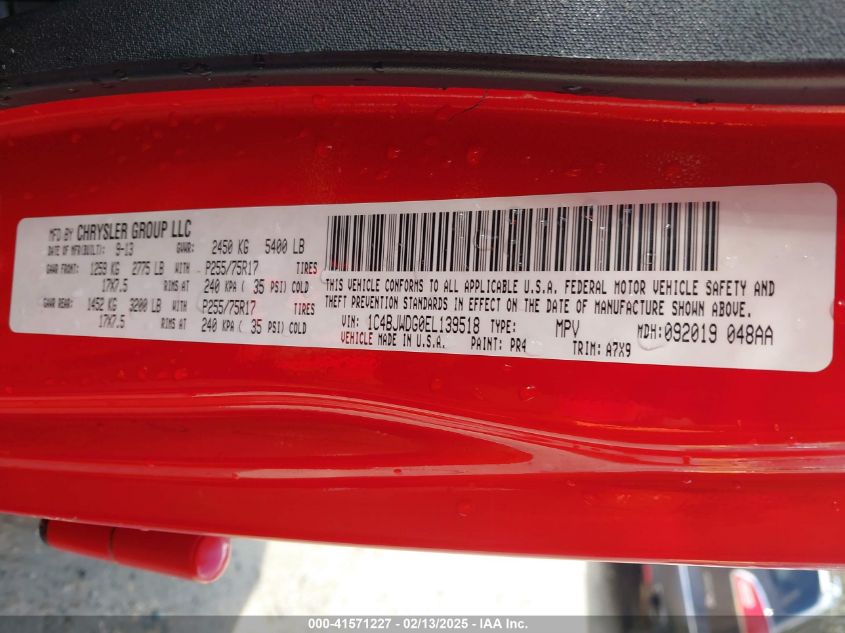 MFD BY CHRYSLER GROUP LLC
DATE OF MFR(BUILT): 9-13 GVWR: 2450 KG 5400 LB
GAWR FRONT: 1259 KG 2775 LB WITH P255/75R17 TIRES
17X7.5 RIMS AT 240 KPA ( 35 PSI) COLD
GAWR REAR: 1452 KG 3200 LB WITH P255/75R17 TIRES
17X7.5 RIMS AT 240 KPA ( 35 PSI) COLD
THIS VEHICLE CONFORMS TO ALL APPLICABLE U.S.A. FEDERAL MOTOR VEHICLE SAFETY AND
THEFT PREVENTION STANDARDS IN EFFECT ON THE DATE OF MANUFACTURE SHOWN ABOVE.
VIN: 1C4BJWDG0EL139518 TYPE: MPV MDH:092019 048AA
VEHICLE MADE IN U.S.A. PAINT: PR4 TRIM: A7X9
000-41571227 - 02/13/2025 - IAA Inc.